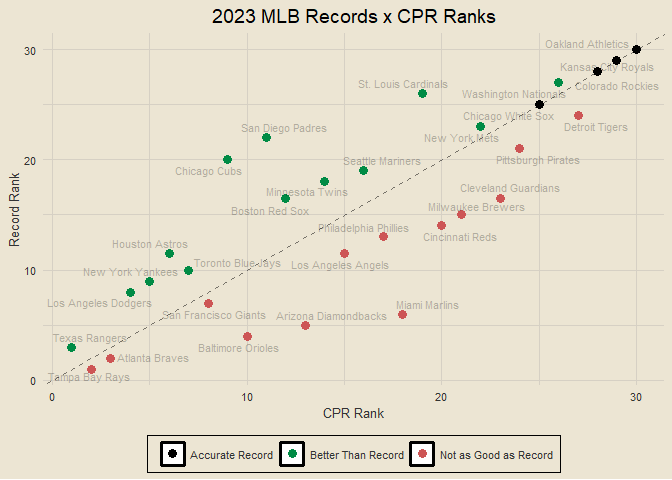 2023 MLB Records x CPR Ranks
Oakland Athletics
Kansas City Royals
St. Louis Cardinals
Colorado Rockies
Washington Nationals
Chicago White Sox
San Diego Padres
Detroit Tigers
New York Mets
Seattle Mariners
Pittsburgh Pirates
Chicago Cubs
Cleveland Guardians
Minnesota Twins
Milwaukee Brewers
Boston Red Sox
Philadelphia Phillies
Cincinnati Reds
Houston Astros
Toronto Blue Jays
Los Angeles Angels
New York Yankees
Los Angeles Dodgers
Miami Marlins
San Francisco Giants
Arizona Diamondbacks
Texas Rangers
Baltimore Orioles
Atlanta Braves
Tampa Bay Rays
Record Rank
30
20
10
0
0 10 20 30
CPR Rank
Accurate Record Better Than Record Not as Good as Record